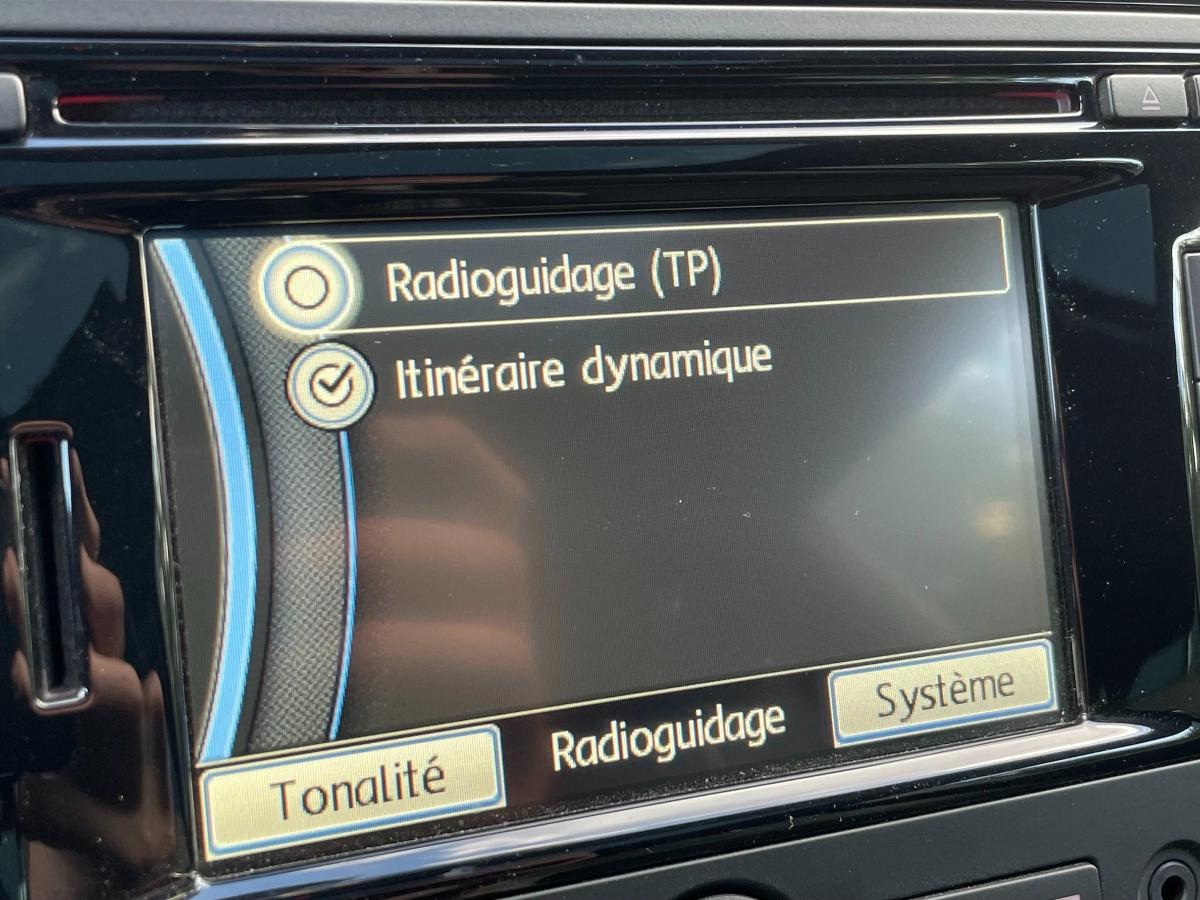 Radioguidage (TP)
Itinéraire dynamique
Tonalité
Radioguidage
Système